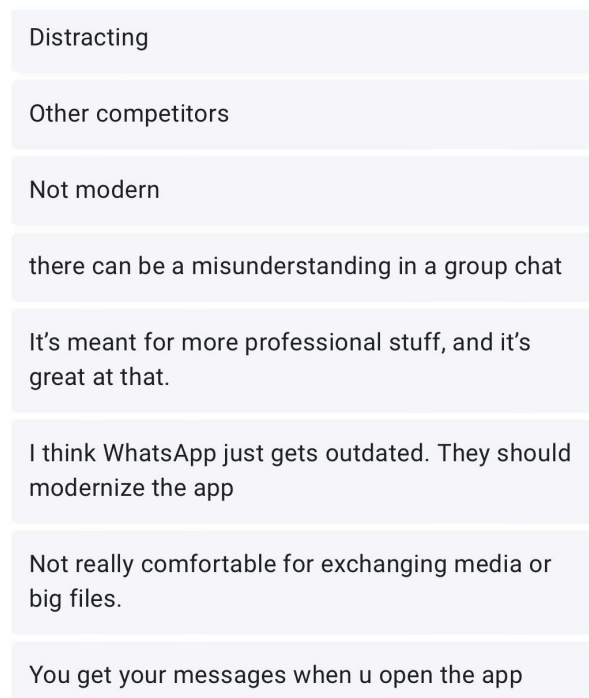 Distracting
Other competitors
Not modern
there can be a misunderstanding in a group chat
It’s meant for more professional stuff, and it’s
great at that.
I think WhatsApp just gets outdated. They should
modernize the app
Not really comfortable for exchanging media or
big files.
You get your messages when u open the app